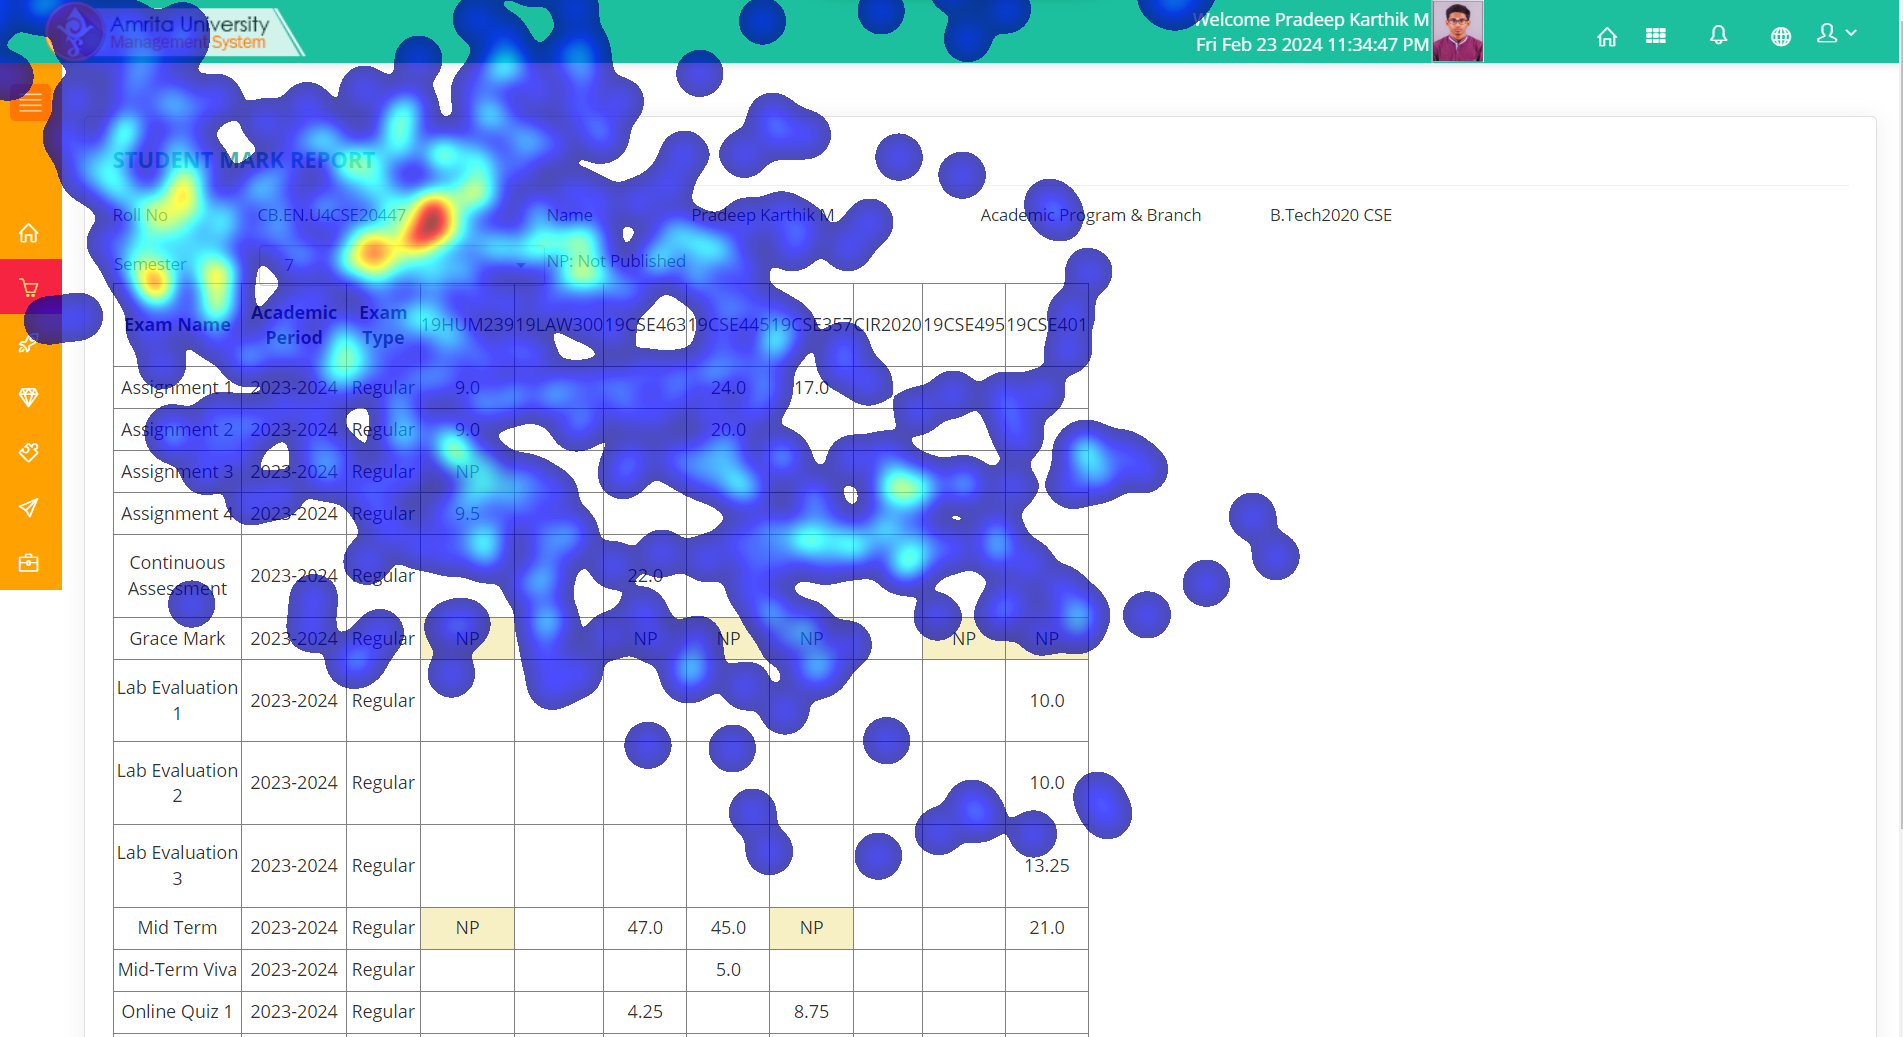 Amrita University
Management System
Welcome Pradeep Karthik M
Fri Feb 23 2024 11:34:47 PM
STUDENT MARK REPORT
Roll No CB.EN.U4CSE20447 Name Pradeep Karthik M Academic Program & Branch B.Tech2020 CSE
Semester 7 NP: Not Published
Exam Name Academic Period Exam Type 19HUM239 19LAW300 19CSE463 19CSE445 19CSE357 CIR2020 19CSE495 19CSE401
Assignment 1 2023-2024 Regular 9.0 24.0 17.0
Assignment 2 2023-2024 Regular 9.0 20.0
Assignment 3 2023-2024 Regular NP
Assignment 4 2023-2024 Regular 9.5
Continuous Assessment 2023-2024 Regular 22.0
Grace Mark 2023-2024 Regular NP NP NP NP NP NP
Lab Evaluation 1 2023-2024 Regular 10.0
Lab Evaluation 2 2023-2024 Regular 10.0
Lab Evaluation 3 2023-2024 Regular 13.25
Mid Term 2023-2024 Regular NP 47.0 45.0 NP 21.0
Mid-Term Viva 2023-2024 Regular 5.0
Online Quiz 1 2023-2024 Regular 4.25 8.75